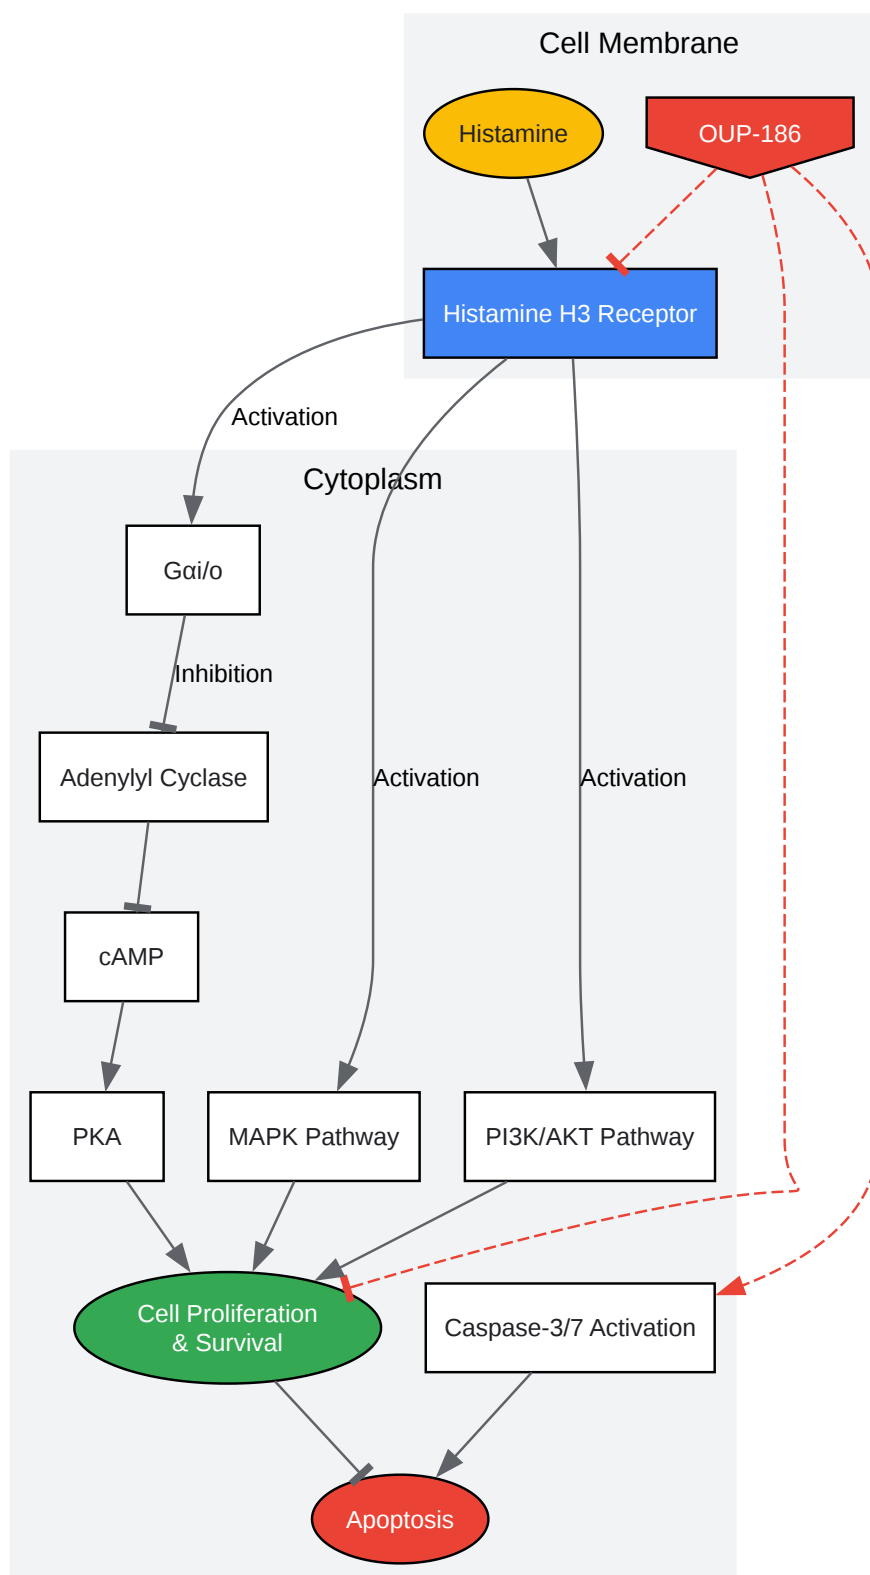 Cell Membrane
Histamine
OUP-186
Histamine H3 Receptor
Activation
Cytoplasm
Gαi/o
Inhibition
Adenylyl Cyclase
Activation
Activation
cAMP
PKA
MAPK Pathway
PI3K/AKT Pathway
Cell Proliferation
& Survival
Caspase-3/7 Activation
Apoptosis